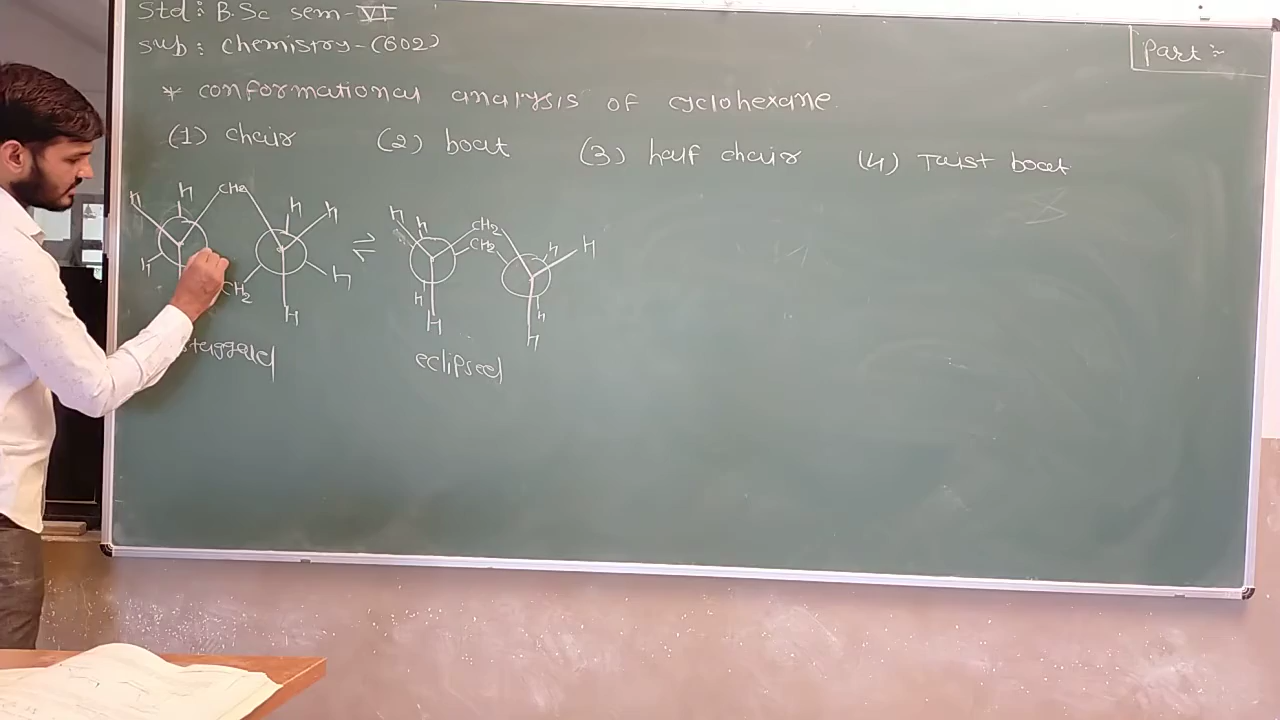 Std : B.Sc sem-VI
Sub : chemistry-(602)
Part :-
* conformational analysis of cyclohexane
(1) chair (2) boat (3) half chair (4) Twist boat
H H CH2 H H
H CH2 H
H
H H CH2
CH2 H H
H H
H H
staggered
eclipsed